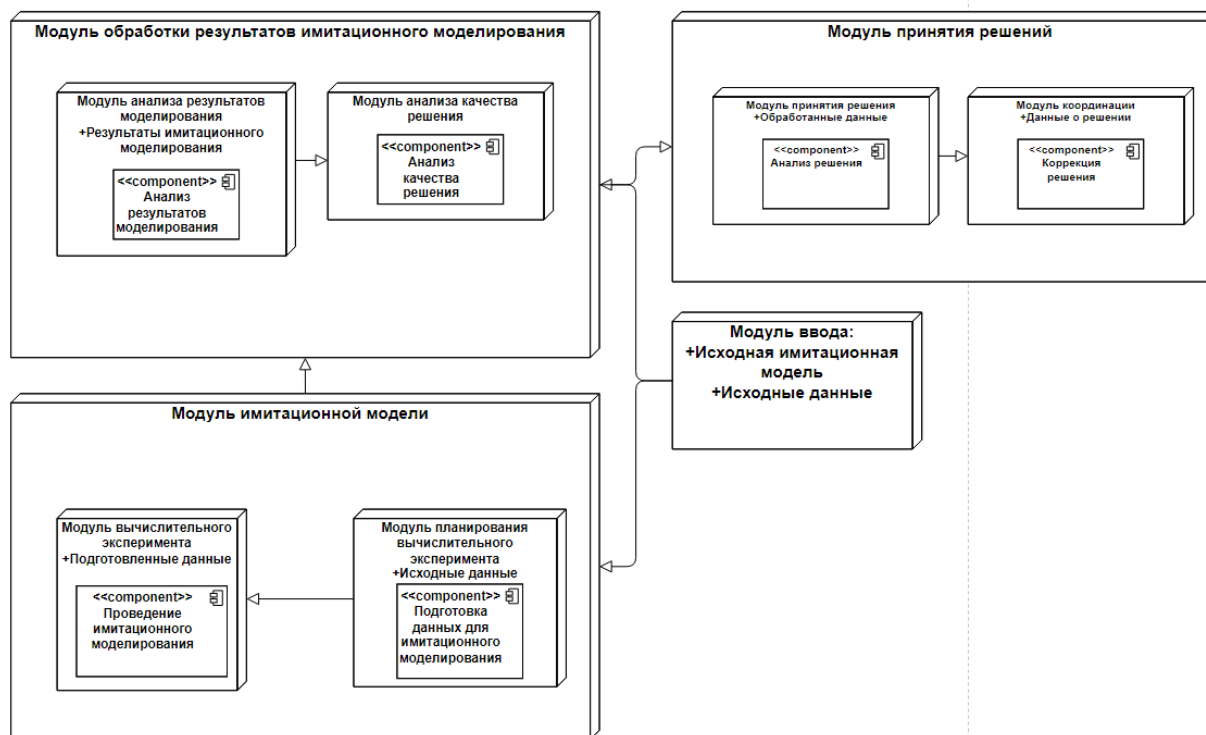 Модуль обработки результатов имитационного моделирования
Модуль анализа результатов
моделирования
+Результаты имитационного
моделирования
<<component>>
Анализ
результатов
моделирования
Модуль анализа качества
решения
<<component>>
Анализ
качества
решения
Модуль принятия решений
Модуль принятия решения
+Обработанные данные
<<component>>
Анализ решения
Модуль координации
+Данные о решении
<<component>>
Коррекция
решения
Модуль ввода:
+Исходная имитационная
модель
+Исходные данные
Модуль имитационной модели
Модуль вычислительного
эксперимента
+Подготовленные данные
<<component>>
Проведение
имитационного
моделирования
Модуль планирования
вычислительного
эксперимента
+Исходные данные
<<component>>
Подготовка
данных для
имитационного
моделирования